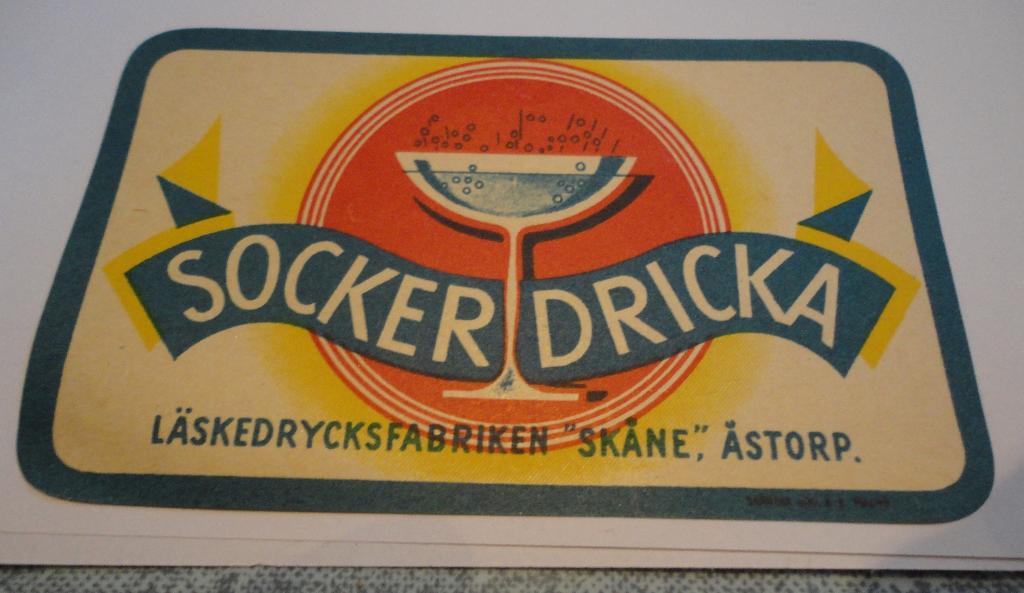 SOCKER DRICKA
LÄSKEDRYCKSFABRIKEN "SKÅNE", ÅSTORP.